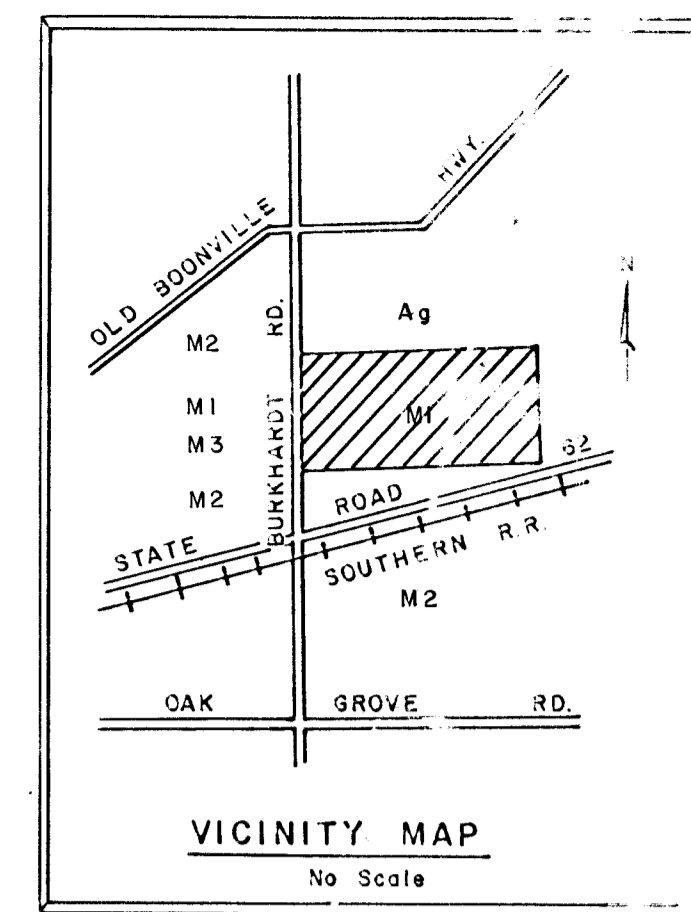 OLD BOONVILLE HWY.
N
BURKHARDT RD.
M2
Ag
M1
M3
M1
M2
STATE ROAD 62
SOUTHERN R.R.
M2
OAK GROVE RD.
VICINITY MAP
No Scale